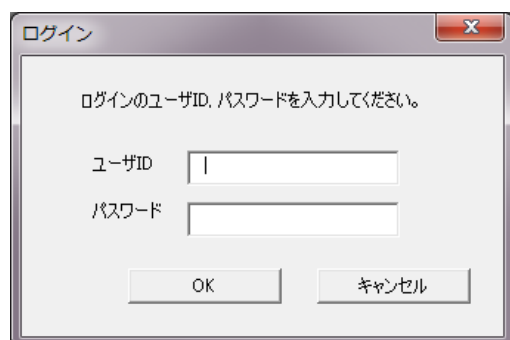 ログイン
ログインのユーザID, パスワードを入力してください。
ユーザID
パスワード
OK
キャンセル